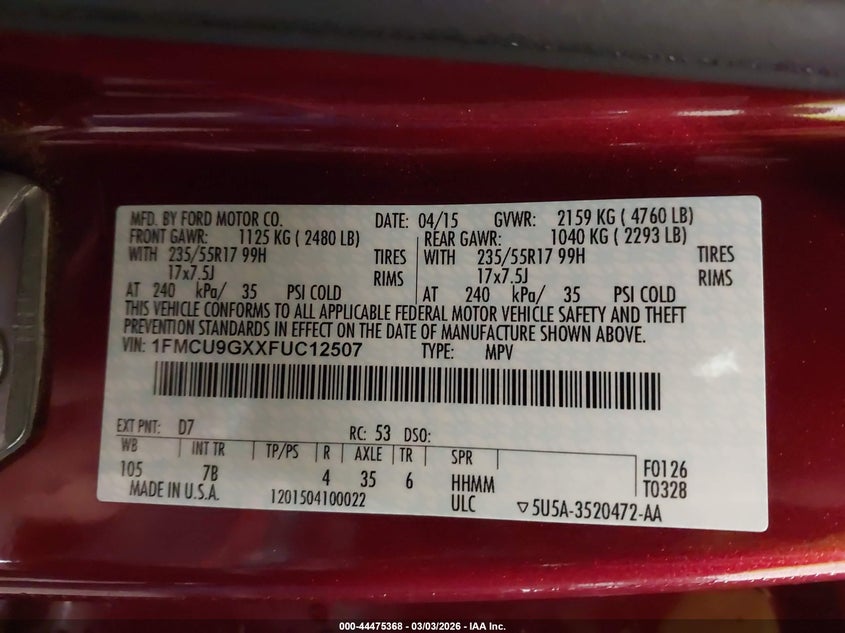 MFD. BY FORD MOTOR CO. DATE: 04/15 GVWR: 2159 KG ( 4760 LB)
FRONT GAWR: 1125 KG ( 2480 LB) REAR GAWR: 1040 KG ( 2293 LB)
WITH 235/55R17 99H TIRES WITH 235/55R17 99H TIRES
17x7.5J RIMS 17x7.5J RIMS
AT 240 kPa/ 35 PSI COLD AT 240 kPa/ 35 PSI COLD
THIS VEHICLE CONFORMS TO ALL APPLICABLE FEDERAL MOTOR VEHICLE SAFETY AND THEFT
PREVENTION STANDARDS IN EFFECT ON THE DATE OF MANUFACTURE SHOWN ABOVE.
VIN: 1FMCU9GXXFUC12507 TYPE: MPV
EXT PNT: D7 RC: 53 DSO:
WB INT TR TP/PS R AXLE TR SPR
105 7B 4 35 6 HHMM F0126
MADE IN U.S.A. 1201504100022 ULC T0328
▽5U5A-3520472-AA
000-44475368 - 03/03/2026 - IAA Inc.